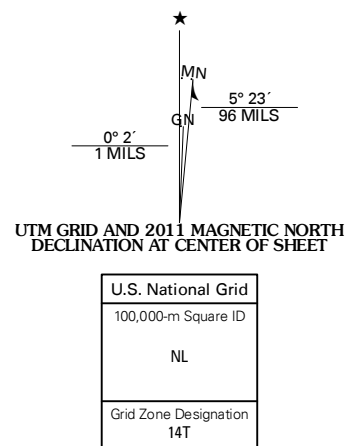 MN
GN
5° 23´
96 MILS
0° 2´
1 MILS
UTM GRID AND 2011 MAGNETIC NORTH
DECLINATION AT CENTER OF SHEET
U.S. National Grid
100,000-m Square ID
NL
Grid Zone Designation
14T